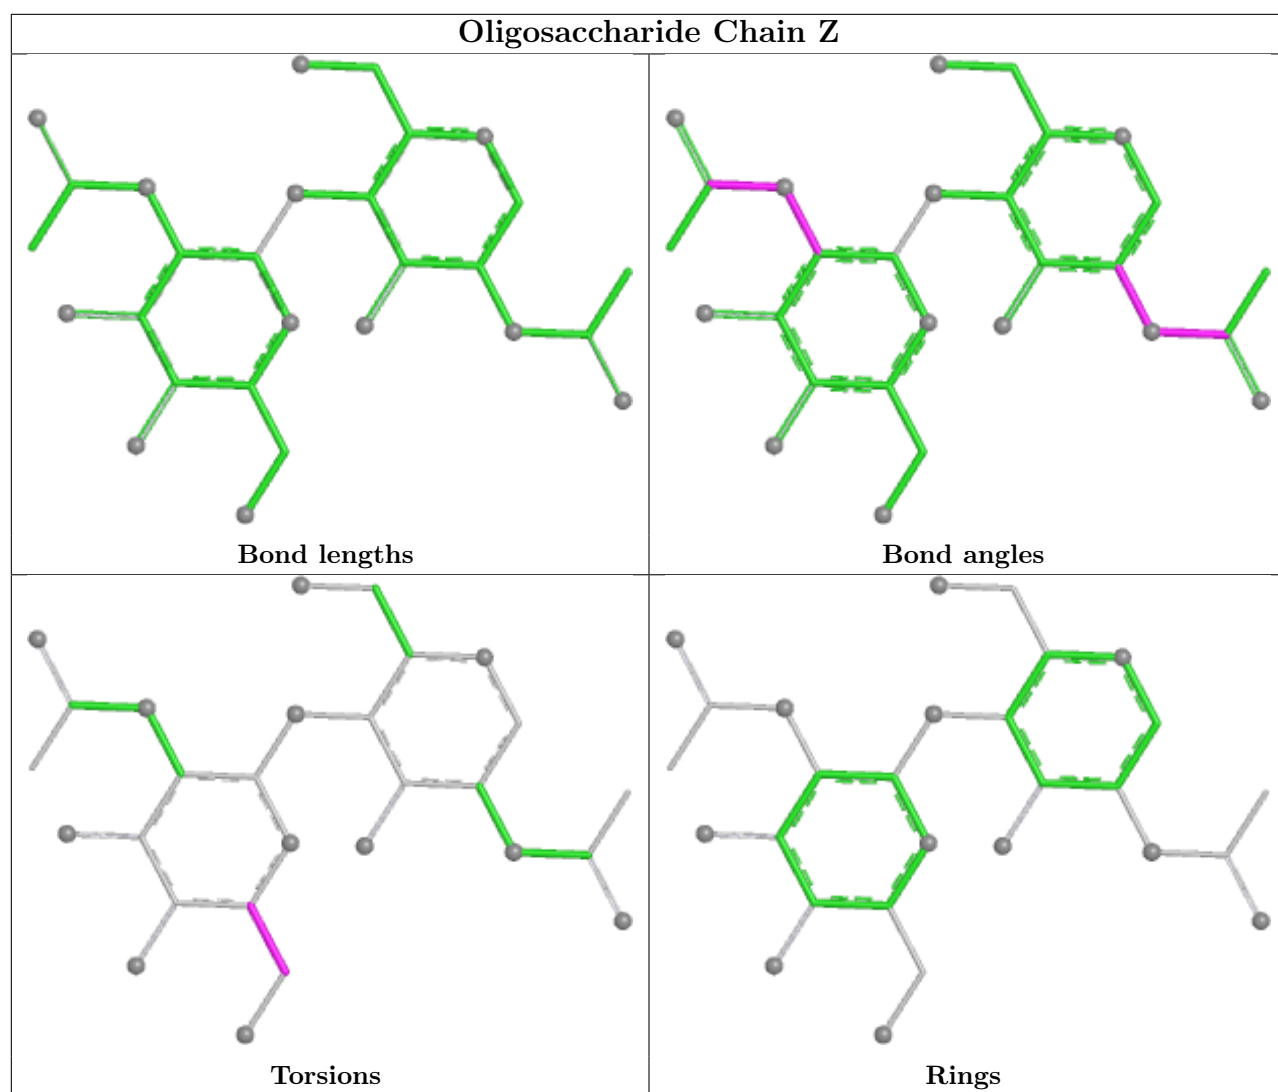 Oligosaccharide Chain Z
Bond lengths
Bond angles
Torsions
Rings